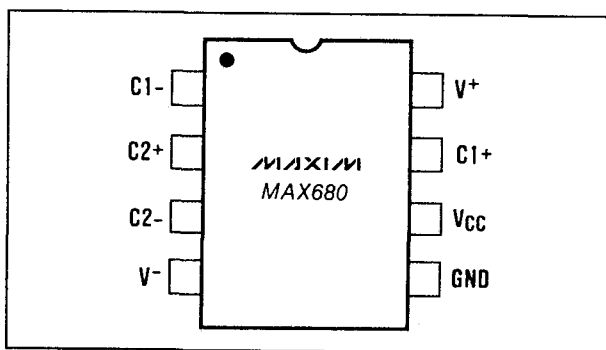 C1- V+
C2+ C1+
MAXIM
MAX680
C2- VCC
V- GND